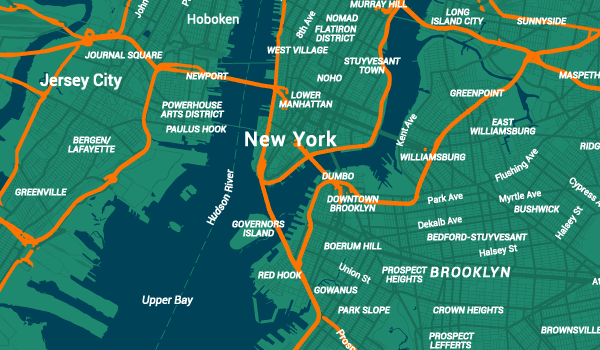 MURRAY HILL
Hoboken
8th Ave
NOMAD
FLATIRON
DISTRICT
LONG
ISLAND CITY
SUNNYSIDE
WEST VILLAGE
JOURNAL SQUARE
STUYVESANT
TOWN
Jersey City
NEWPORT
NOHO
MASPETH
LOWER
MANHATTAN
GREENPOINT
POWERHOUSE
ARTS DISTRICT
PAULUS HOOK
Kent Ave
EAST
WILLIAMSBURG
New York
BERGEN/
LAFAYETTE
WILLIAMSBURG
Flushing Ave
DUMBO
GREENVILLE
Hudson River
DOWNTOWN
BROOKLYN
Park Ave
Myrtle Ave
BUSHWICK
Halsey St
GOVERNORS
ISLAND
Dekalb Ave
BEDFORD-STUYVESANT
BOERUM HILL
Halsey St
RED HOOK
Union St
PROSPECT
HEIGHTS
BROOKLYN
Upper Bay
GOWANUS
PARK SLOPE
CROWN HEIGHTS
PROSPECT
LEFFERTS
BROWNSVILLE